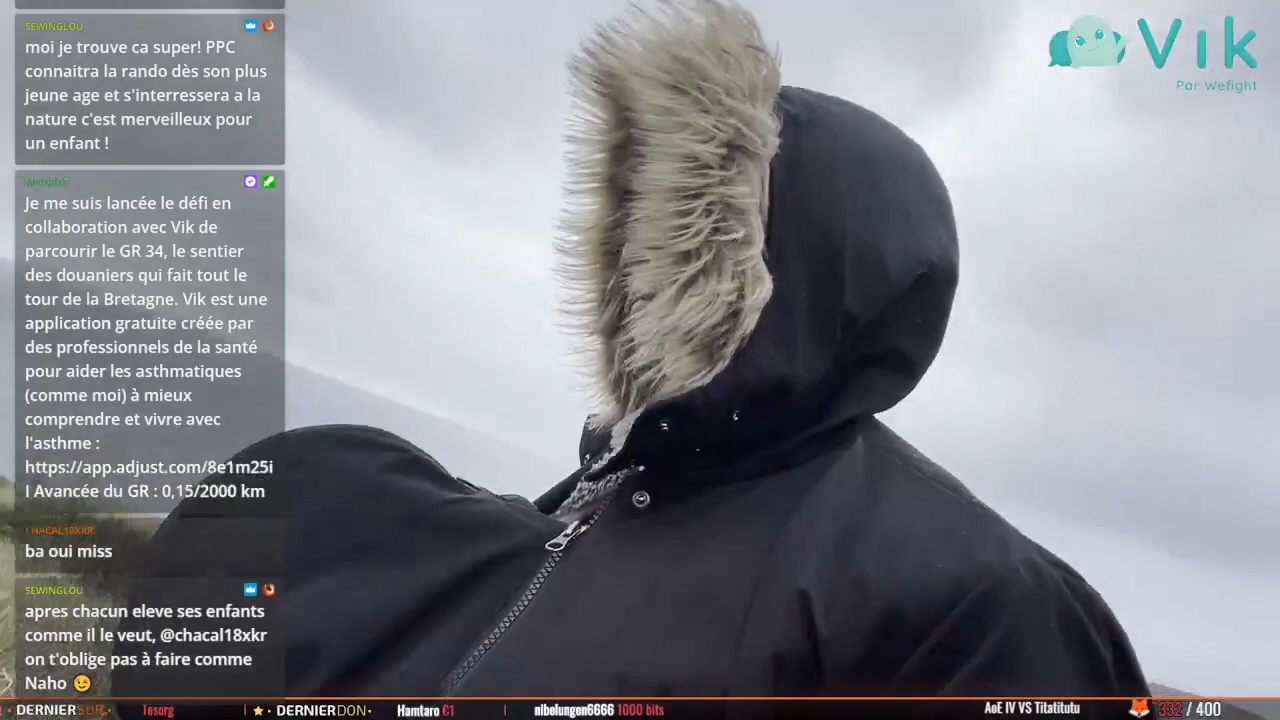 SEWINGLOU
moi je trouve ca super! PPC
connaitra la rando dès son plus
jeune age et s'interressera a la
nature c'est merveilleux pour
un enfant !
MOOBOT
Je me suis lancée le défi en
collaboration avec Vik de
parcourir le GR 34, le sentier
des douaniers qui fait tout le
tour de la Bretagne. Vik est une
application gratuite créée par
des professionnels de la santé
pour aider les asthmatiques
(comme moi) à mieux
comprendre et vivre avec
l'asthme :
https://app.adjust.com/8e1m25i
I Avancée du GR : 0,15/2000 km
CHACAL18XKR
ba oui miss
SEWINGLOU
apres chacun eleve ses enfants
comme il le veut, @chacal18xkr
on t'oblige pas à faire comme
Naho 😉
Vik
Par Wefight
DERNIERSUB Tesorg DERNIERDON Hamtaro €1 nibelungen6666 1000 bits AoE IV VS Titatitutu 332 / 400